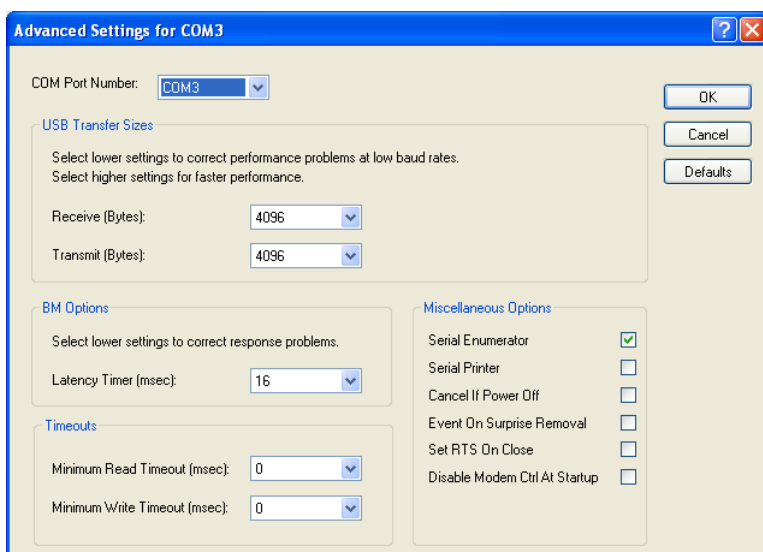 Advanced Settings for COM3
COM Port Number: COM3
OK
USB Transfer Sizes
Cancel
Select lower settings to correct performance problems at low baud rates.
Defaults
Select higher settings for faster performance.
Receive (Bytes): 4096
Transmit (Bytes): 4096
BM Options
Select lower settings to correct response problems.
Latency Timer (msec): 16
Timeouts
Minimum Read Timeout (msec): 0
Minimum Write Timeout (msec): 0
Miscellaneous Options
Serial Enumerator
Serial Printer
Cancel If Power Off
Event On Surprise Removal
Set RTS On Close
Disable Modem Ctrl At Startup